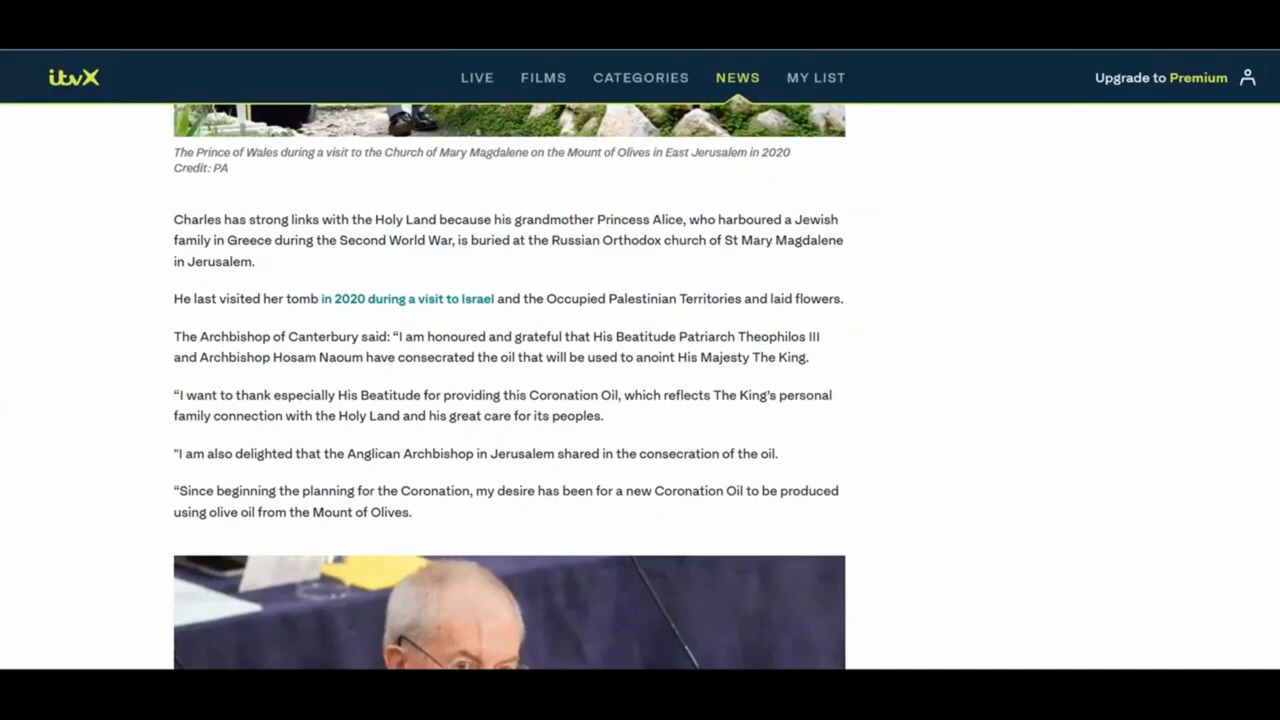 itvX
LIVE FILMS CATEGORIES NEWS MY LIST
Upgrade to Premium
The Prince of Wales during a visit to the Church of Mary Magdalene on the Mount of Olives in East Jerusalem in 2020
Credit: PA
Charles has strong links with the Holy Land because his grandmother Princess Alice, who harboured a Jewish
family in Greece during the Second World War, is buried at the Russian Orthodox church of St Mary Magdalene
in Jerusalem.
He last visited her tomb in 2020 during a visit to Israel and the Occupied Palestinian Territories and laid flowers.
The Archbishop of Canterbury said: “I am honoured and grateful that His Beatitude Patriarch Theophilos III
and Archbishop Hosam Naoum have consecrated the oil that will be used to anoint His Majesty The King.
“I want to thank especially His Beatitude for providing this Coronation Oil, which reflects The King’s personal
family connection with the Holy Land and his great care for its peoples.
"I am also delighted that the Anglican Archbishop in Jerusalem shared in the consecration of the oil.
“Since beginning the planning for the Coronation, my desire has been for a new Coronation Oil to be produced
using olive oil from the Mount of Olives.